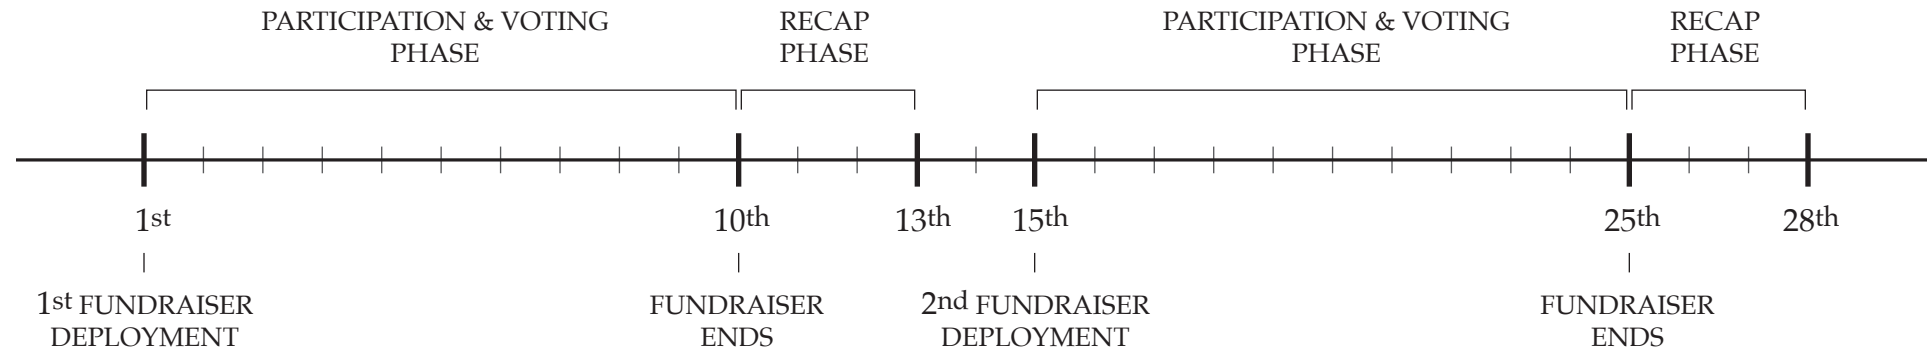 PARTICIPATION & VOTING
PHASE
RECAP
PHASE
PARTICIPATION & VOTING
PHASE
RECAP
PHASE
1st
10th
13th
15th
25th
28th
1st FUNDRAISER
DEPLOYMENT
FUNDRAISER
ENDS
2nd FUNDRAISER
DEPLOYMENT
FUNDRAISER
ENDS